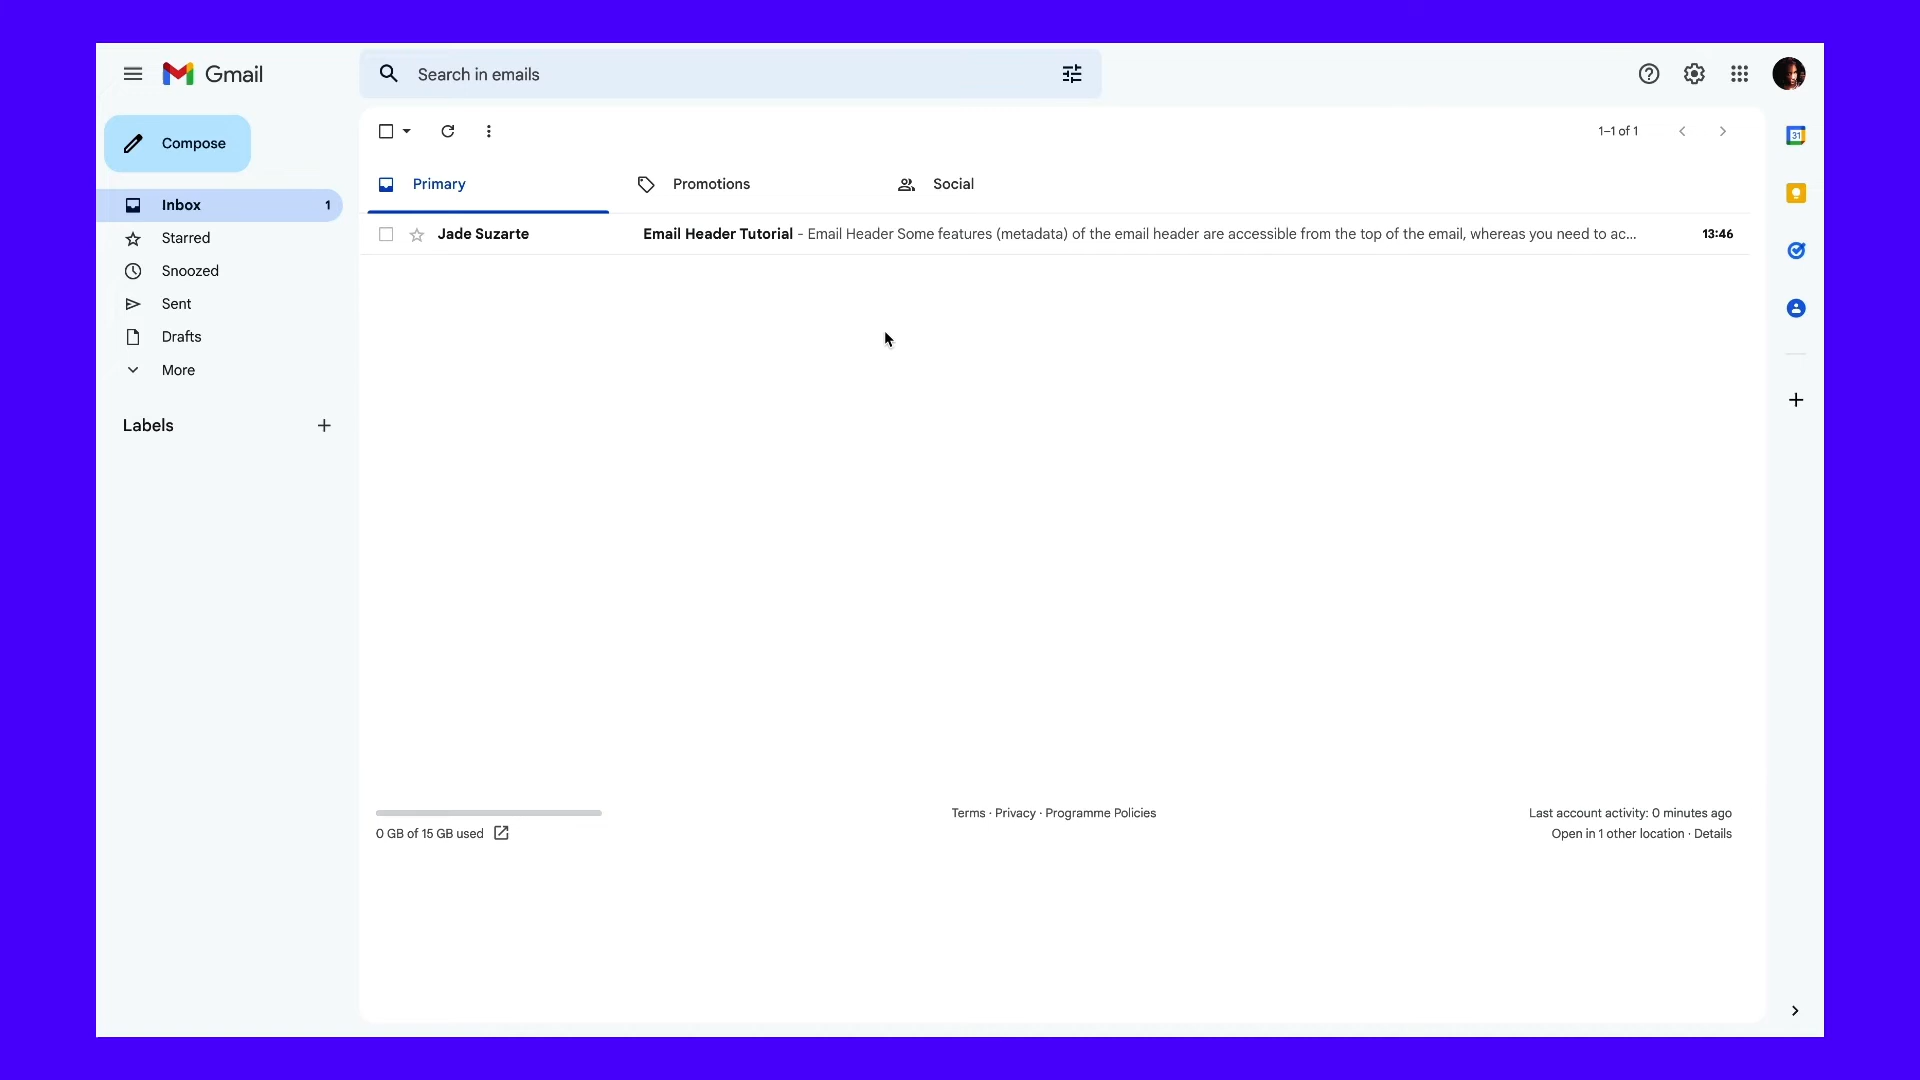 Gmail
Search in emails
Compose
1–1 of 1
31
Primary
Promotions
Social
Inbox 1
Jade Suzarte Email Header Tutorial - Email Header Some features (metadata) of the email header are accessible from the top of the email, whereas you need to ac... 13:46
Starred
Snoozed
Sent
Drafts
More
Labels
Terms · Privacy · Programme Policies
Last account activity: 0 minutes ago
0 GB of 15 GB used
Open in 1 other location · Details